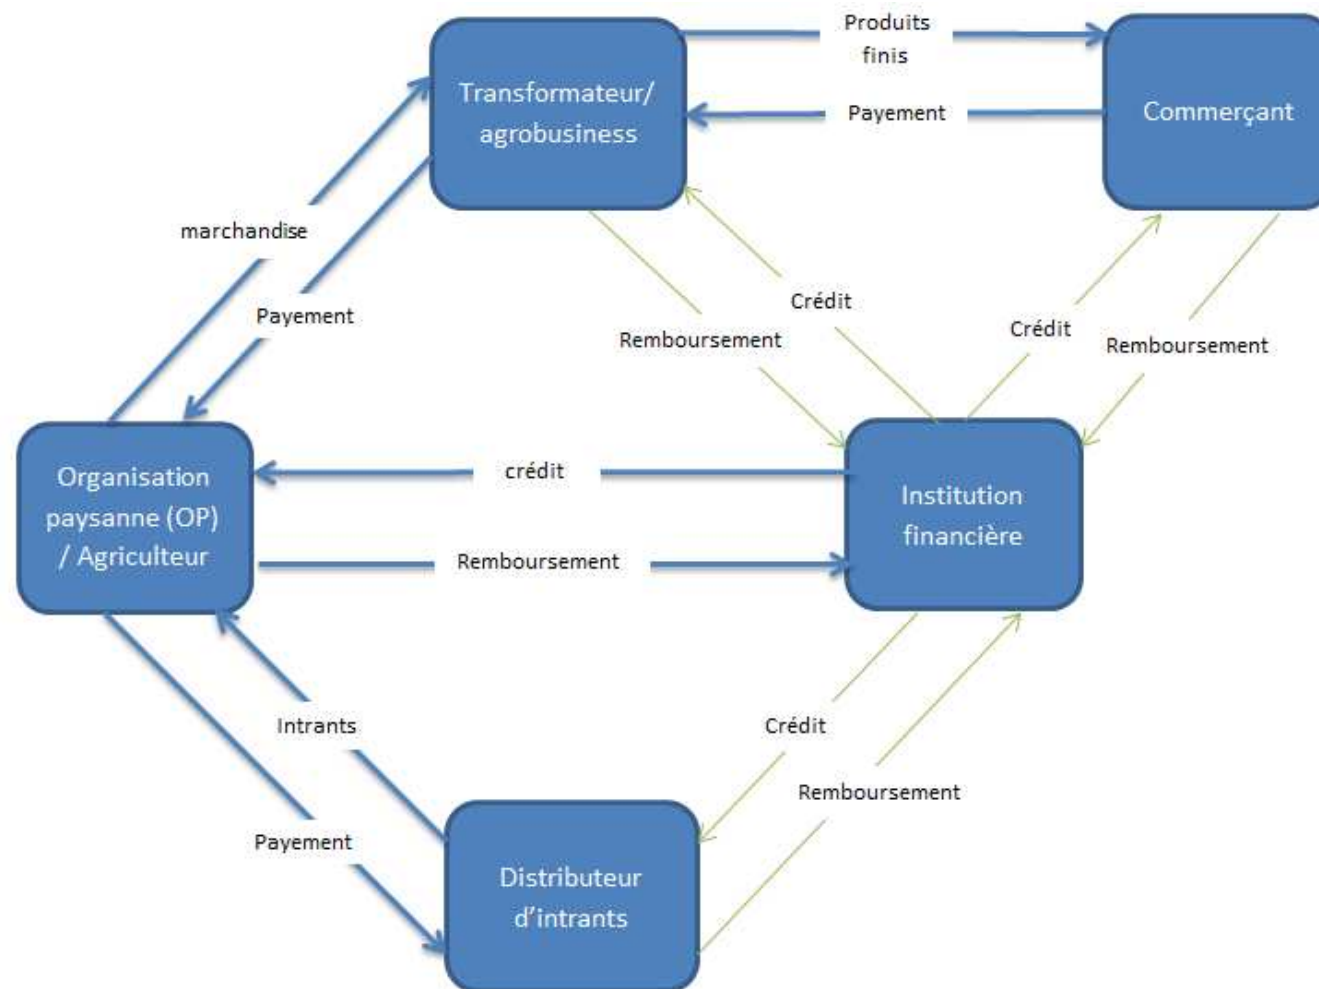 Produits
finis
Transformateur/
agrobusiness
Commerçant
Payement
marchandise
Payement
Crédit
Remboursement
Crédit
Remboursement
Organisation
paysanne (OP)
/ Agriculteur
crédit
Remboursement
Institution
financière
Intrants
Crédit
Remboursement
Payement
Distributeur
d’intrants